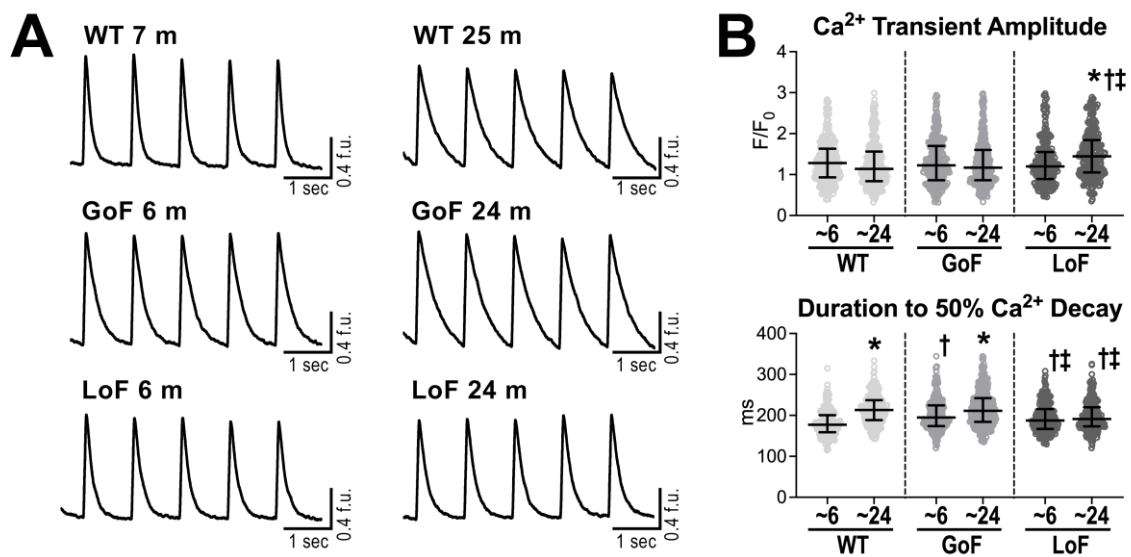 A
WT 7 m
0.4 f.u.
1 sec
WT 25 m
0.4 f.u.
1 sec
GoF 6 m
0.4 f.u.
1 sec
GoF 24 m
0.4 f.u.
1 sec
LoF 6 m
0.4 f.u.
1 sec
LoF 24 m
0.4 f.u.
1 sec
B
Ca²⁺ Transient Amplitude
F/F₀
4
3
2
1
0
* †‡
~6 ~24 ~6 ~24 ~6 ~24
WT GoF LoF
Duration to 50% Ca²⁺ Decay
ms
400
300
200
100
0
* † * †‡ †‡
~6 ~24 ~6 ~24 ~6 ~24
WT GoF LoF